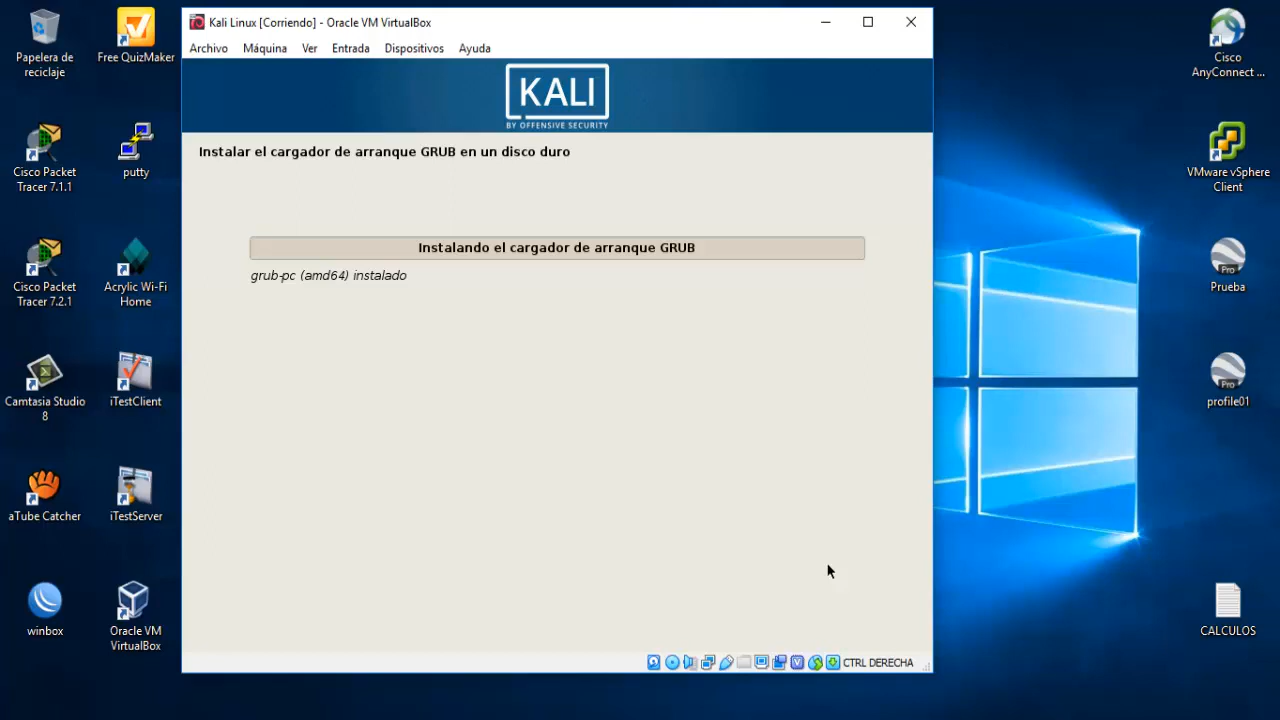 Kali Linux [Corriendo] - Oracle VM VirtualBox
Archivo Máquina Ver Entrada Dispositivos Ayuda
KALI
BY OFFENSIVE SECURITY
Instalar el cargador de arranque GRUB en un disco duro
Instalando el cargador de arranque GRUB
grub-pc (amd64) instalado
CTRL DERECHA
Papelera de
reciclaje
Free QuizMaker
Cisco Packet
Tracer 7.1.1
putty
Cisco Packet
Tracer 7.2.1
Acrylic Wi-Fi
Home
Camtasia Studio
8
iTestClient
aTube Catcher
iTestServer
winbox
Oracle VM
VirtualBox
Cisco
AnyConnect ...
VMware vSphere
Client
Pro
Prueba
Pro
profile01
CALCULOS